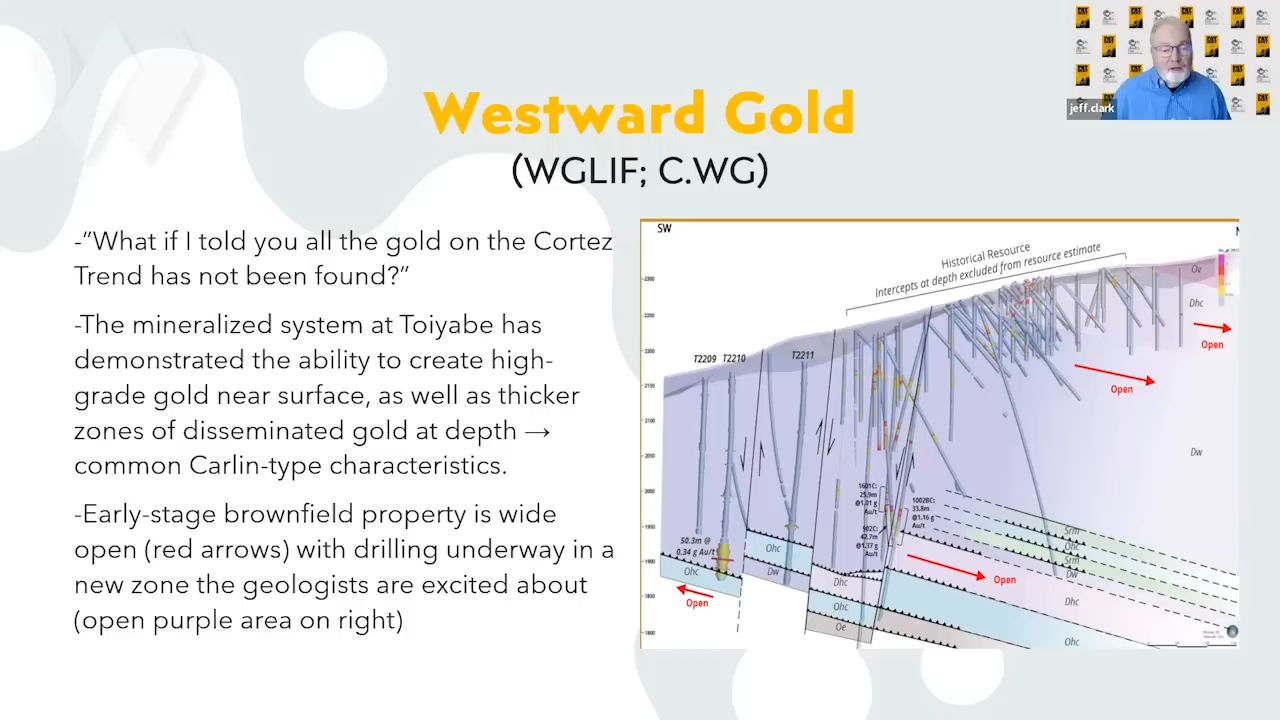 Westward Gold
(WGLIF; C.WG)
-”What if I told you all the gold on the Cortez
Trend has not been found?”
-The mineralized system at Toiyabe has
demonstrated the ability to create high-
grade gold near surface, as well as thicker
zones of disseminated gold at depth →
common Carlin-type characteristics.
-Early-stage brownfield property is wide
open (red arrows) with drilling underway in a
new zone the geologists are excited about
(open purple area on right)
jeff.clark
SW
Historical Resource
Intercepts at depth excluded from resource estimate
Ov
Dhc
Open
Open
T2209
T2210
T2211
Dw
1601C:
25.9m
@1.01 g
Au/t
1002BC:
33.8m
@1.16 g
Au/t
902C:
42.7m
@1.37 g
Au/t
50.3m @
0.34 g Au/t
Ohc
Open
Ohc
Dw
Dhc
Ohc
Oe
Open
Srm
Ohc
Srm
Dw
Dhc
Ohc
2250
2150
2100
2050
2000
1950
1900
1850
1800
CAT